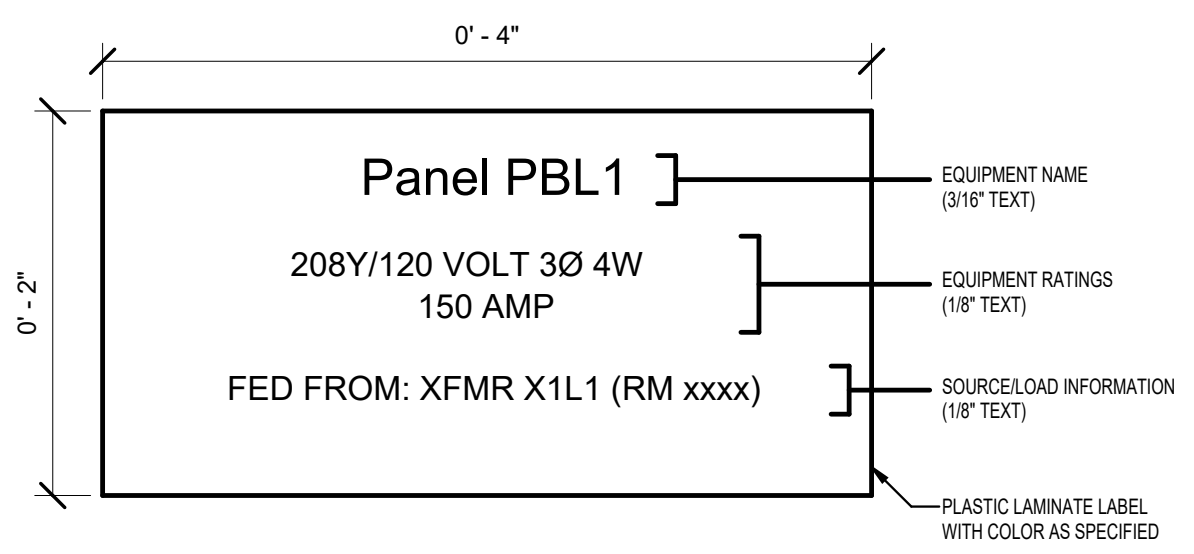 0' - 4"
0' - 2"
Panel PBL1
208Y/120 VOLT 3Ø 4W
150 AMP
FED FROM: XFMR X1L1 (RM xxxx)
EQUIPMENT NAME
(3/16" TEXT)
EQUIPMENT RATINGS
(1/8" TEXT)
SOURCE/LOAD INFORMATION
(1/8" TEXT)
PLASTIC LAMINATE LABEL
WITH COLOR AS SPECIFIED